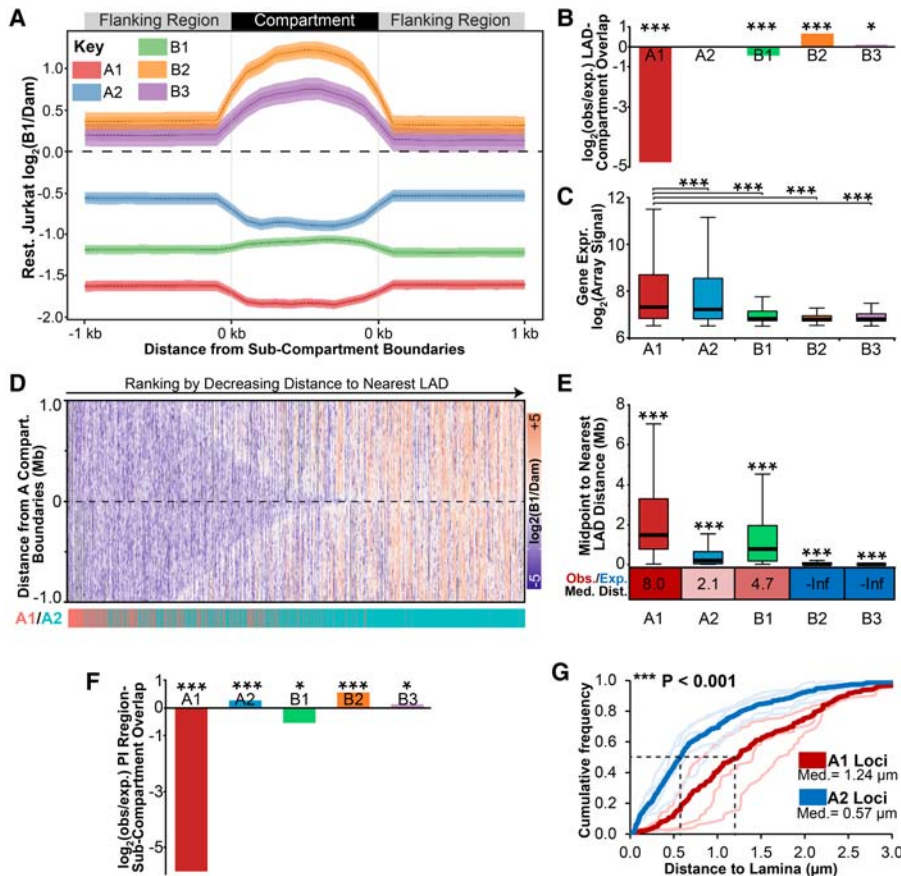 A
Flanking Region Compartment Flanking Region
Key
A1
A2
B1
B2
B3
Rest. Jurkat log2(B1/Dam)
1.0
0.5
0.0
-0.5
-1.0
-1.5
-2.0
-1 kb 0 kb 0 kb 1 kb
Distance from Sub-Compartment Boundaries
B
log2(obs/exp.) LAD-
Compartment Overlap
*** *** *** *
1
0
-1
-3
-5
A1 A2 B1 B2 B3
C
Gene Expr.
log2(Array Signal)
12
10
8
6
***
***
***
***
A1 A2 B1 B2 B3
D
Ranking by Decreasing Distance to Nearest LAD
Distance from A Compart.
Boundaries (Mb)
1.0
0
-1.0
+5
log2(B1/Dam)
-5
A1/A2
E
Midpoint to Nearest
LAD Distance (Mb)
8
6
4
2
0
*** *** *** *** ***
Obs./Exp.
Med. Dist.
8.0 2.1 4.7 -Inf -Inf
A1 A2 B1 B2 B3
F
log2(obs/exp.) PI Rregion-
Sub-Compartment Overlap
*** *** * *** *
A1 A2 B1 B2 B3
1
0
-1
-3
-5
G
*** P < 0.001
Cumulative frequency
1.0
0.8
0.6
0.4
0.2
0.0
A1 Loci
Med.= 1.24 µm
A2 Loci
Med.= 0.57 µm
0.0 1.0 2.0 3.0
Distance to Lamina (µm)